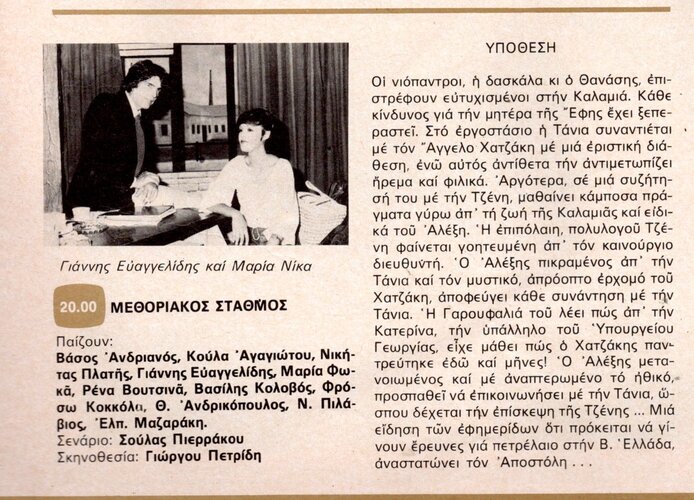 Γιάννης Εὐαγγελίδης καί Μαρία Νίκα
20.00 ΜΕΘΟΡΙΑΚΟΣ ΣΤΑΘΜΟΣ
Παίζουν:
Βάσος Ἀνδριανός, Κούλα Ἀγαγιώτου, Νική-
τας Πλατῆς, Γιάννης Εὐαγγελίδης, Μαρία Φω-
κᾶ, Ρένα Βουτσινᾶ, Βασίλης Κολοβός, Φρό-
σω Κοκκόλα, Θ. Ἀνδρικόπουλος, Ν. Πιλά-
βιος, Ἐλπ. Μαζαράκη.
Σενάριο: Σούλας Πιερράκου
Σκηνοθεσία: Γιώργου Πετρίδη
ΥΠΟΘΕΣΗ
Οἱ νιόπαντροι, ἡ δασκάλα κι ὁ Θανάσης, ἐπι-
στρέφουν εὐτυχισμένοι στήν Καλαμιά. Κάθε
κίνδυνος γιά τήν μητέρα τῆς Ἔφης ἔχει ξεπε-
ραστεῖ. Στό ἐργοστάσιο ἡ Τάνια συναντιέται
μέ τόν Ἄγγελο Χατζάκη μέ μιά ἐριστική διά-
θεση, ἐνῶ αὐτός ἀντίθετα τήν ἀντιμετωπίζει
ἤρεμα καί φιλικά. Ἀργότερα, σέ μιά συζήτη-
σή του μέ τήν Τζένη, μαθαίνει κάμποσα πρά-
γματα γύρω ἀπ' τή ζωή τῆς Καλαμιᾶς καί εἰδι-
κά τοῦ Ἀλέξη. Ἡ ἐπιπόλαιη, πολυλογοῦ Τζέ-
νη φαίνεται γοητευμένη ἀπ' τόν καινούργιο
διευθυντή. Ὁ Ἀλέξης πικραμένος ἀπ' τήν
Τάνια καί τόν μυστικό, ἀπρόοπτο ἐρχομό τοῦ
Χατζάκη, ἀποφεύγει κάθε συνάντηση μέ τήν
Τάνια. Ἡ Γαρουφαλιά τοῦ λέει πώς ἀπ' τήν
Κατερίνα, τήν ὑπάλληλο τοῦ Ὑπουργείου
Γεωργίας, εἶχε μάθει πώς ὁ Χατζάκης παν-
τρεύτηκε ἐδῶ καί μῆνες! Ὁ Ἀλέξης μετα-
νοιωμένος καί μέ ἀναπτερωμένο τό ἠθικό,
προσπαθεῖ νά ἐπικοινωνήσει μέ τήν Τάνια, ὥ-
σπου δέχεται τήν ἐπίσκεψη τῆς Τζένης ... Μιά
εἴδηση τῶν ἐφημερίδων ὅτι πρόκειται νά γί-
νουν ἔρευνες γιά πετρέλαιο στήν Β. Ἑλλάδα,
ἀναστατώνει τόν Ἀποστόλη ...